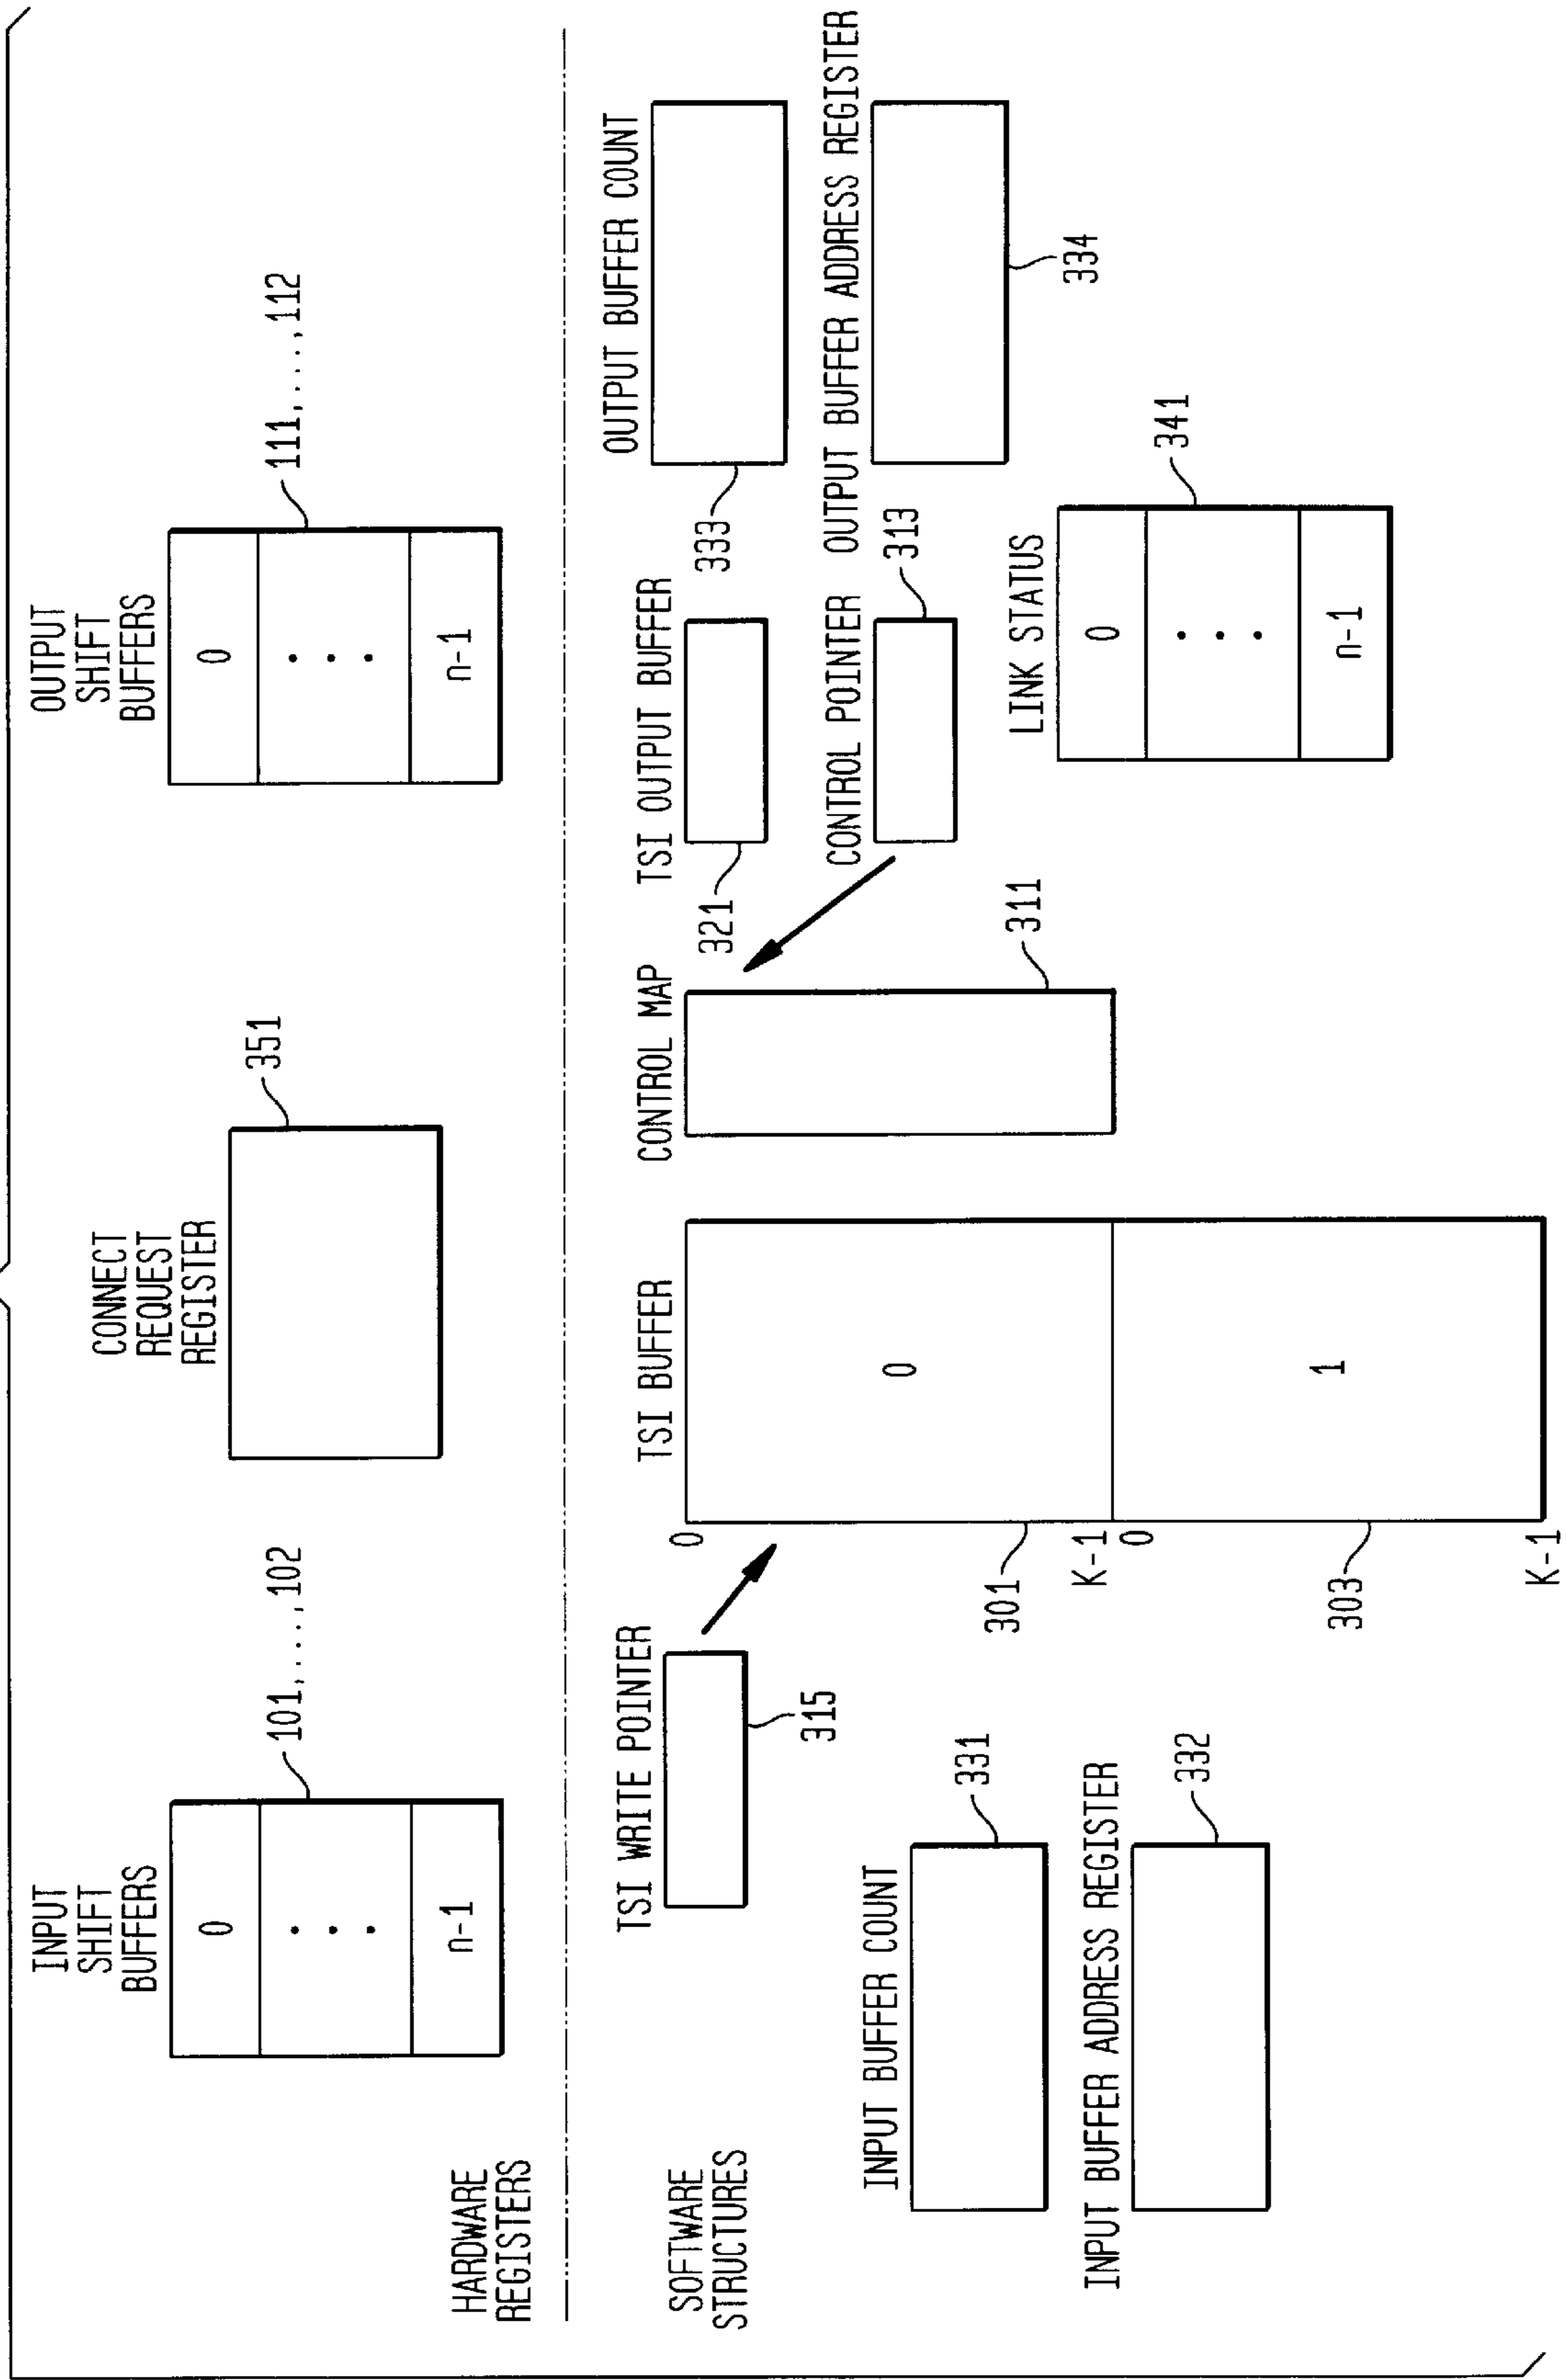 INPUT
SHIFT
BUFFERS
0
n-1
101,...,102
CONNECT
REQUEST
REGISTER
351
OUTPUT
SHIFT
BUFFERS
0
n-1
111,...,112
HARDWARE
REGISTERS
SOFTWARE
STRUCTURES
TSI WRITE POINTER
315
INPUT BUFFER COUNT
331
INPUT BUFFER ADDRESS REGISTER
332
TSI BUFFER
0
0
301
K-1
0
1
303
K-1
CONTROL MAP
311
TSI OUTPUT BUFFER
321
CONTROL POINTER
313
LINK STATUS
0
n-1
341
OUTPUT BUFFER COUNT
333
OUTPUT BUFFER ADDRESS REGISTER
334